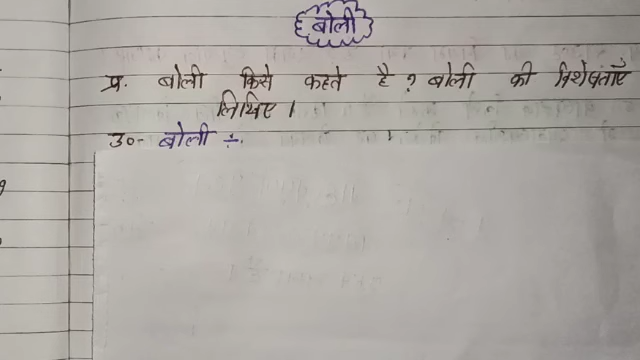 बोली
प्र. बोली किसे कहते है ? बोली की विशेषताएँ
लिखिए ।
उ०- बोली ÷.